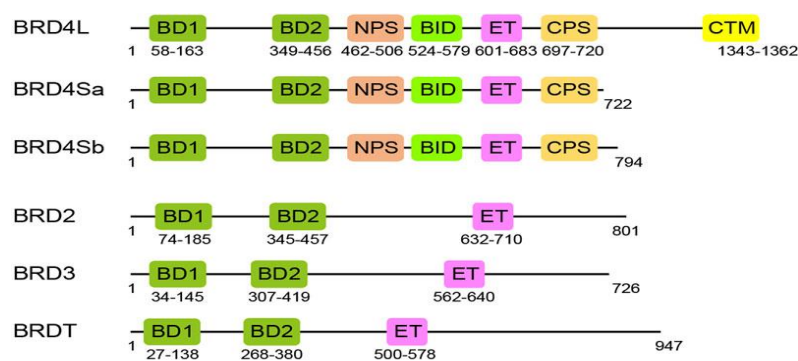 BRD4L BD1 BD2 NPS BID ET CPS CTM
1 58-163 349-456 462-506 524-579 601-683 697-720 1343-1362
BRD4Sa BD1 BD2 NPS BID ET CPS
1 722
BRD4Sb BD1 BD2 NPS BID ET CPS
1 794
BRD2 BD1 BD2 ET
1 74-185 345-457 632-710 801
BRD3 BD1 BD2 ET
1 34-145 307-419 562-640 726
BRDT BD1 BD2 ET
1 27-138 268-380 500-578 947